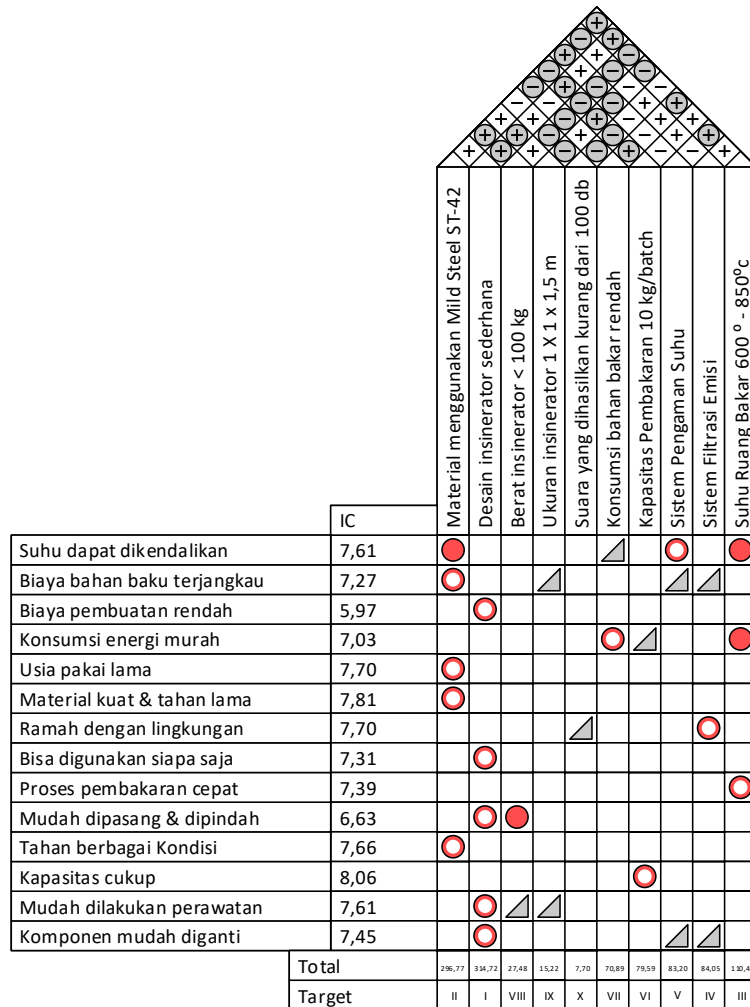 Material menggunakan Mild Steel ST-42
Desain insinerator sederhana
Berat insinerator < 100 kg
Ukuran insinerator 1 X 1 x 1,5 m
Suara yang dihasilkan kurang dari 100 db
Konsumsi bahan bakar rendah
Kapasitas Pembakaran 10 kg/batch
Sistem Pengaman Suhu
Sistem Filtrasi Emisi
Suhu Ruang Bakar 600 ° - 850°c
IC
Suhu dapat dikendalikan 7,61
Biaya bahan baku terjangkau 7,27
Biaya pembuatan rendah 5,97
Konsumsi energi murah 7,03
Usia pakai lama 7,70
Material kuat & tahan lama 7,81
Ramah dengan lingkungan 7,70
Bisa digunakan siapa saja 7,31
Proses pembakaran cepat 7,39
Mudah dipasang & dipindah 6,63
Tahan berbagai Kondisi 7,66
Kapasitas cukup 8,06
Mudah dilakukan perawatan 7,61
Komponen mudah diganti 7,45
Total 296,77 314,72 27,48 15,22 7,70 70,89 79,59 83,20 84,05 110,4
Target II I VIII IX X VII VI V IV III